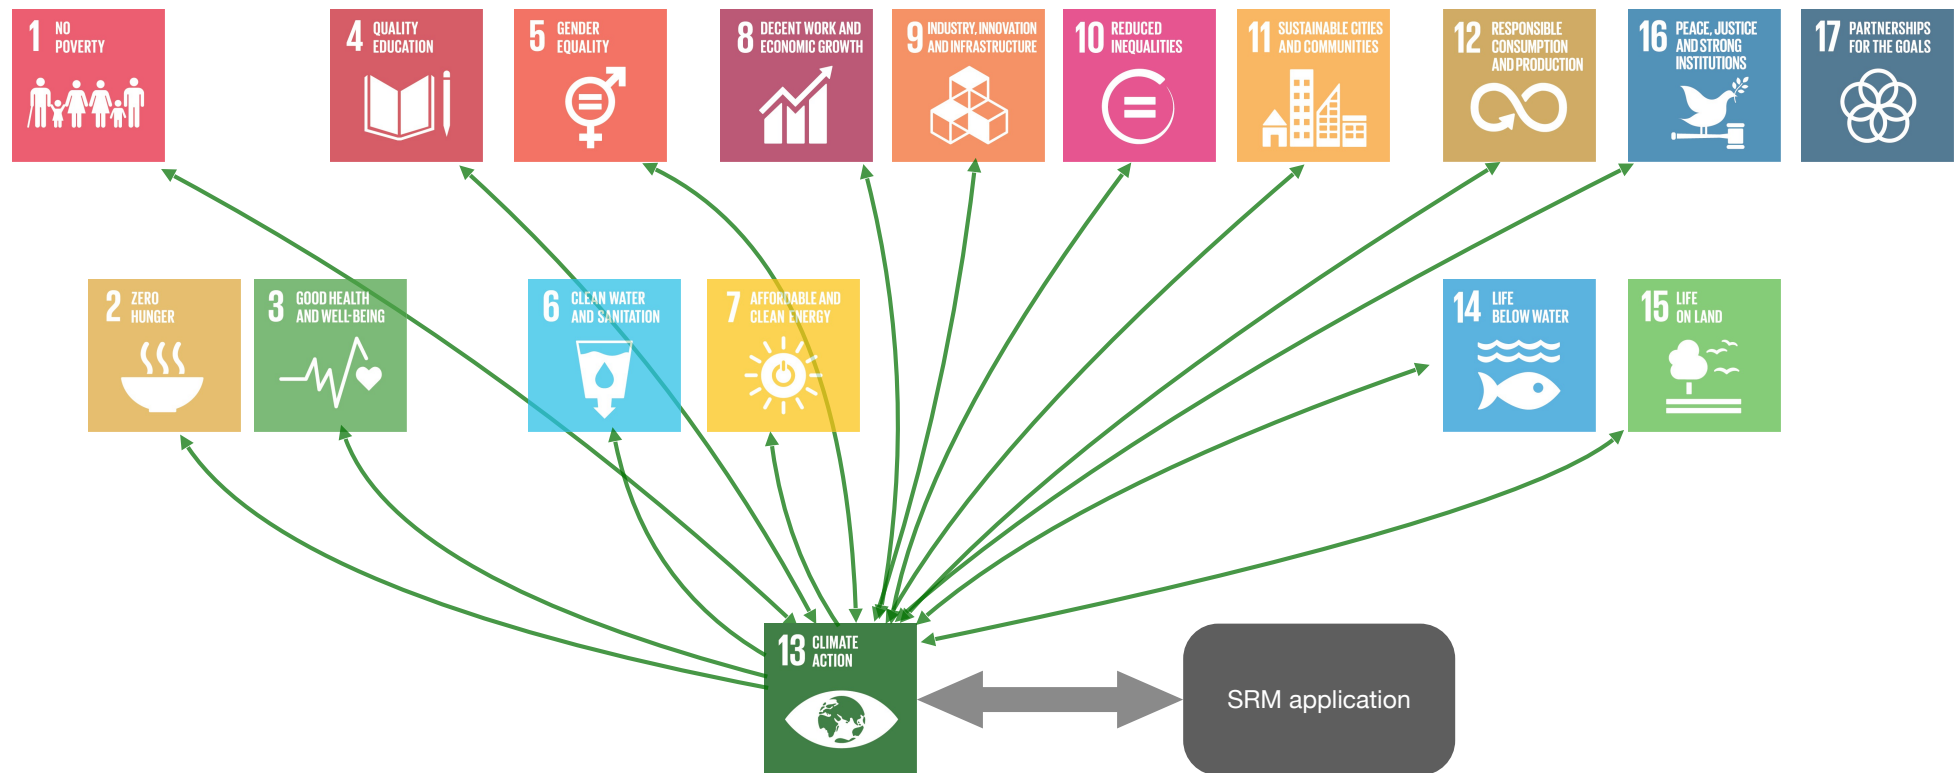 1 NO
POVERTY
4 QUALITY
EDUCATION
5 GENDER
EQUALITY
8 DECENT WORK AND
ECONOMIC GROWTH
9 INDUSTRY, INNOVATION
AND INFRASTRUCTURE
10 REDUCED
INEQUALITIES
11 SUSTAINABLE CITIES
AND COMMUNITIES
12 RESPONSIBLE
CONSUMPTION
AND PRODUCTION
16 PEACE, JUSTICE
AND STRONG
INSTITUTIONS
17 PARTNERSHIPS
FOR THE GOALS
2 ZERO
HUNGER
3 GOOD HEALTH
AND WELL-BEING
6 CLEAN WATER
AND SANITATION
7 AFFORDABLE AND
CLEAN ENERGY
14 LIFE
BELOW WATER
15 LIFE
ON LAND
13 CLIMATE
ACTION
SRM application